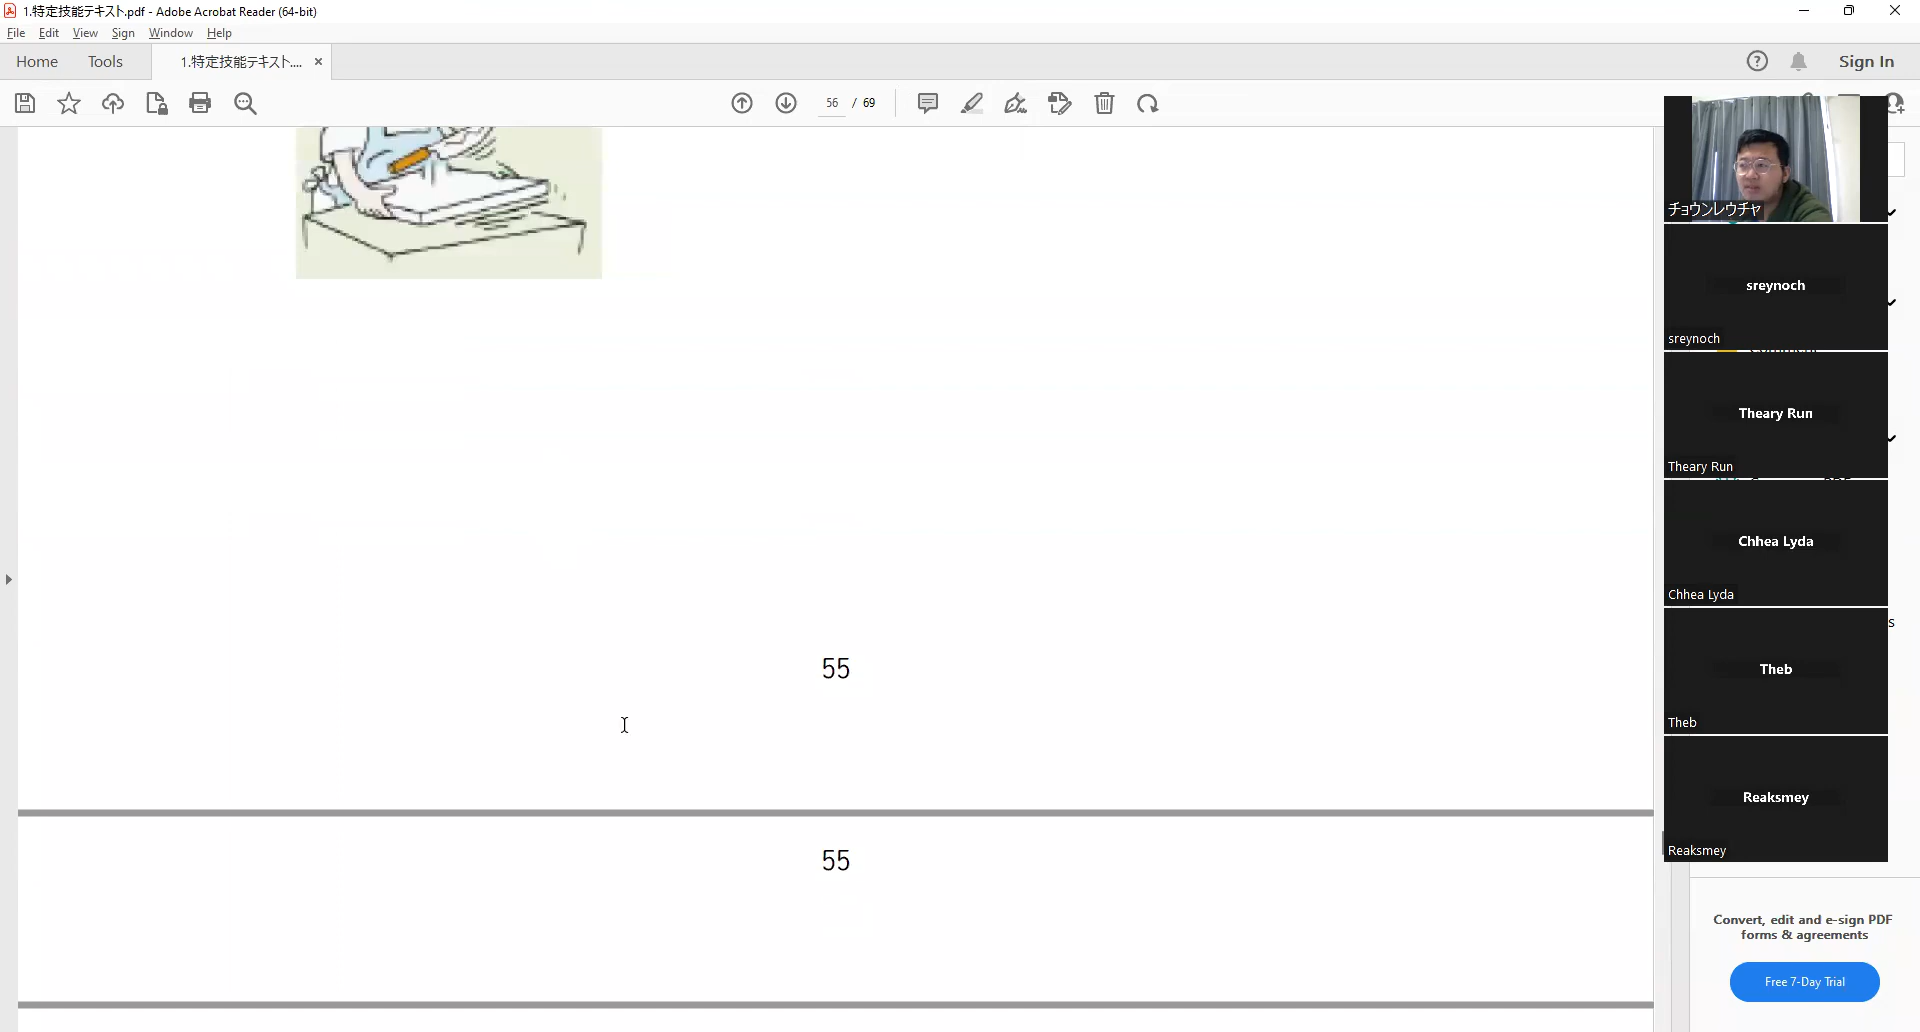 1.特定技能テキスト.pdf - Adobe Acrobat Reader (64-bit)
File Edit View Sign Window Help
Home Tools 1.特定技能テキスト.... × Sign In
56 / 69
チョウンレウチャ
sreynoch
sreynoch
Theary Run
Theary Run
Chhea Lyda
Chhea Lyda
s
Theb
Theb
Reaksmey
Reaksmey
55
55
Convert, edit and e-sign PDF
forms & agreements
Free 7-Day Trial